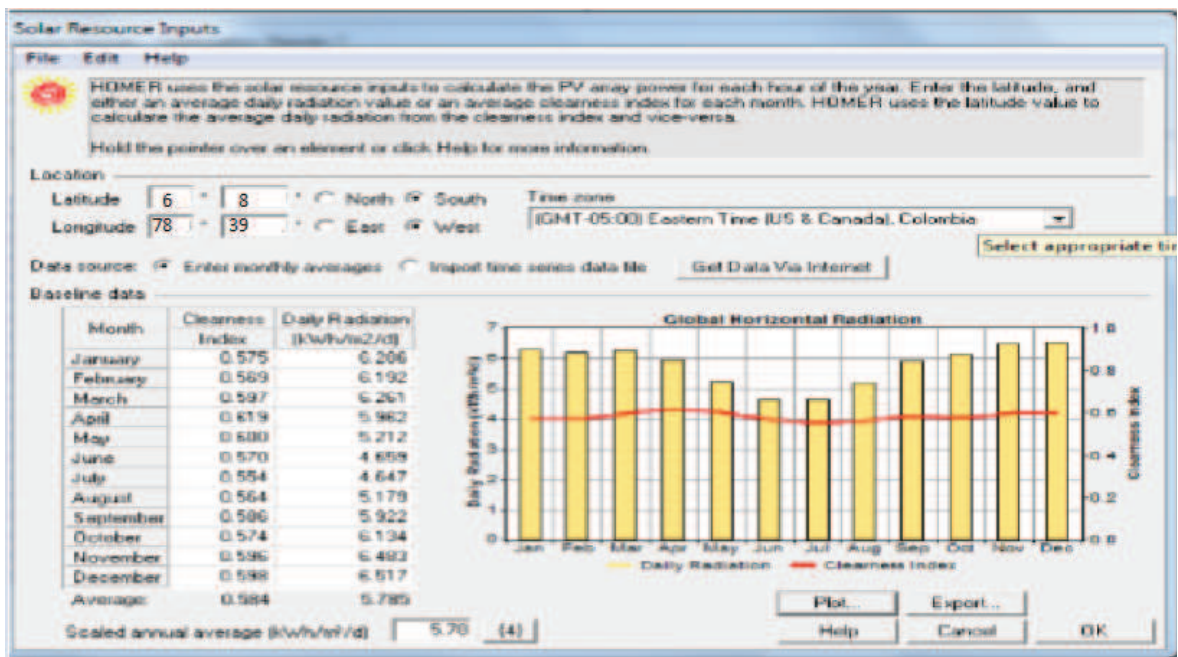 Solar Resource Inputs
File Edit Help
HOMER uses the solar resource inputs to calculate the PV array power for each hour of the year. Enter the latitude, and
either an average daily radiation value or an average clearness index for each month. HOMER uses the latitude value to
calculate the average daily radiation from the clearness index and vice-versa.
Hold the pointer over an element or click Help for more information.
Location
Latitude 6 ° 8 ' North South Time zone
Longitude 78 ° 39 ' East West (GMT-05:00) Eastern Time (US & Canada), Colombia
Select appropriate tir
Data source: Enter monthly averages Import time series data file Get Data Via Internet
Baseline data
Month Clearness Index Daily Radiation (kWh/m2/d)
January 0.575
February 0.569 6.192
March 0.597 6.261
April 0.619 5.962
May 0.600 5.212
June 0.570 4.659
July 0.554 4.647
August 0.564 5.179
September 0.586 5.922
October 0.574 6.134
November 0.596 6.483
December 0.598 6.517
Average: 0.584 5.785
Scaled annual average (kWh/m²/d) 5.78 {4}
Global Horizontal Radiation
Daily Radiation (kWh/m²/d)
7
6
5
4
3
2
1
0
Jan Feb Mar Apr May Jun Jul Aug Sep Oct Nov Dec
1.0
0.8
0.6
0.4
0.2
0.0
Clearness Index
Daily Radiation Clearness Index
Plot... Export...
Help Cancel OK